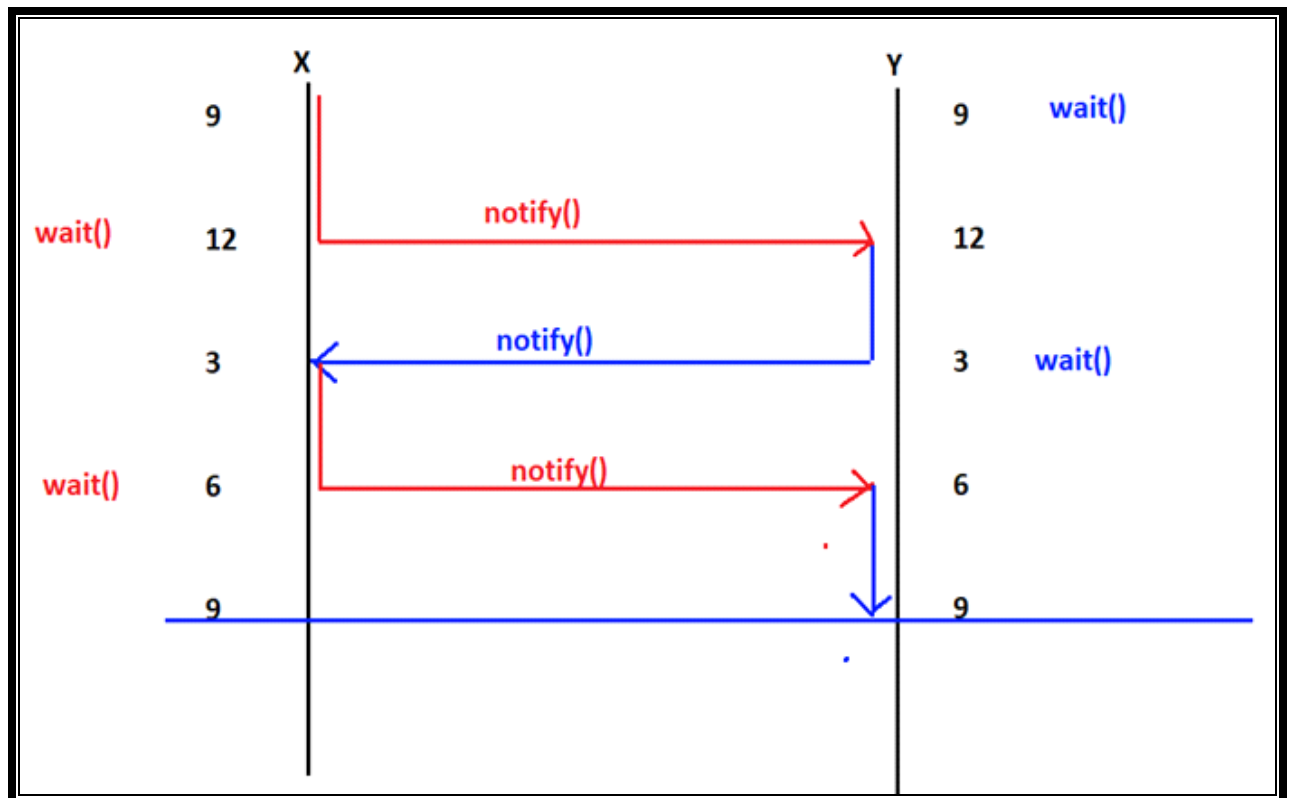 X Y
9 9 wait()
wait() 12 notify() 12
3 notify() 3 wait()
wait() 6 notify() 6
9 9